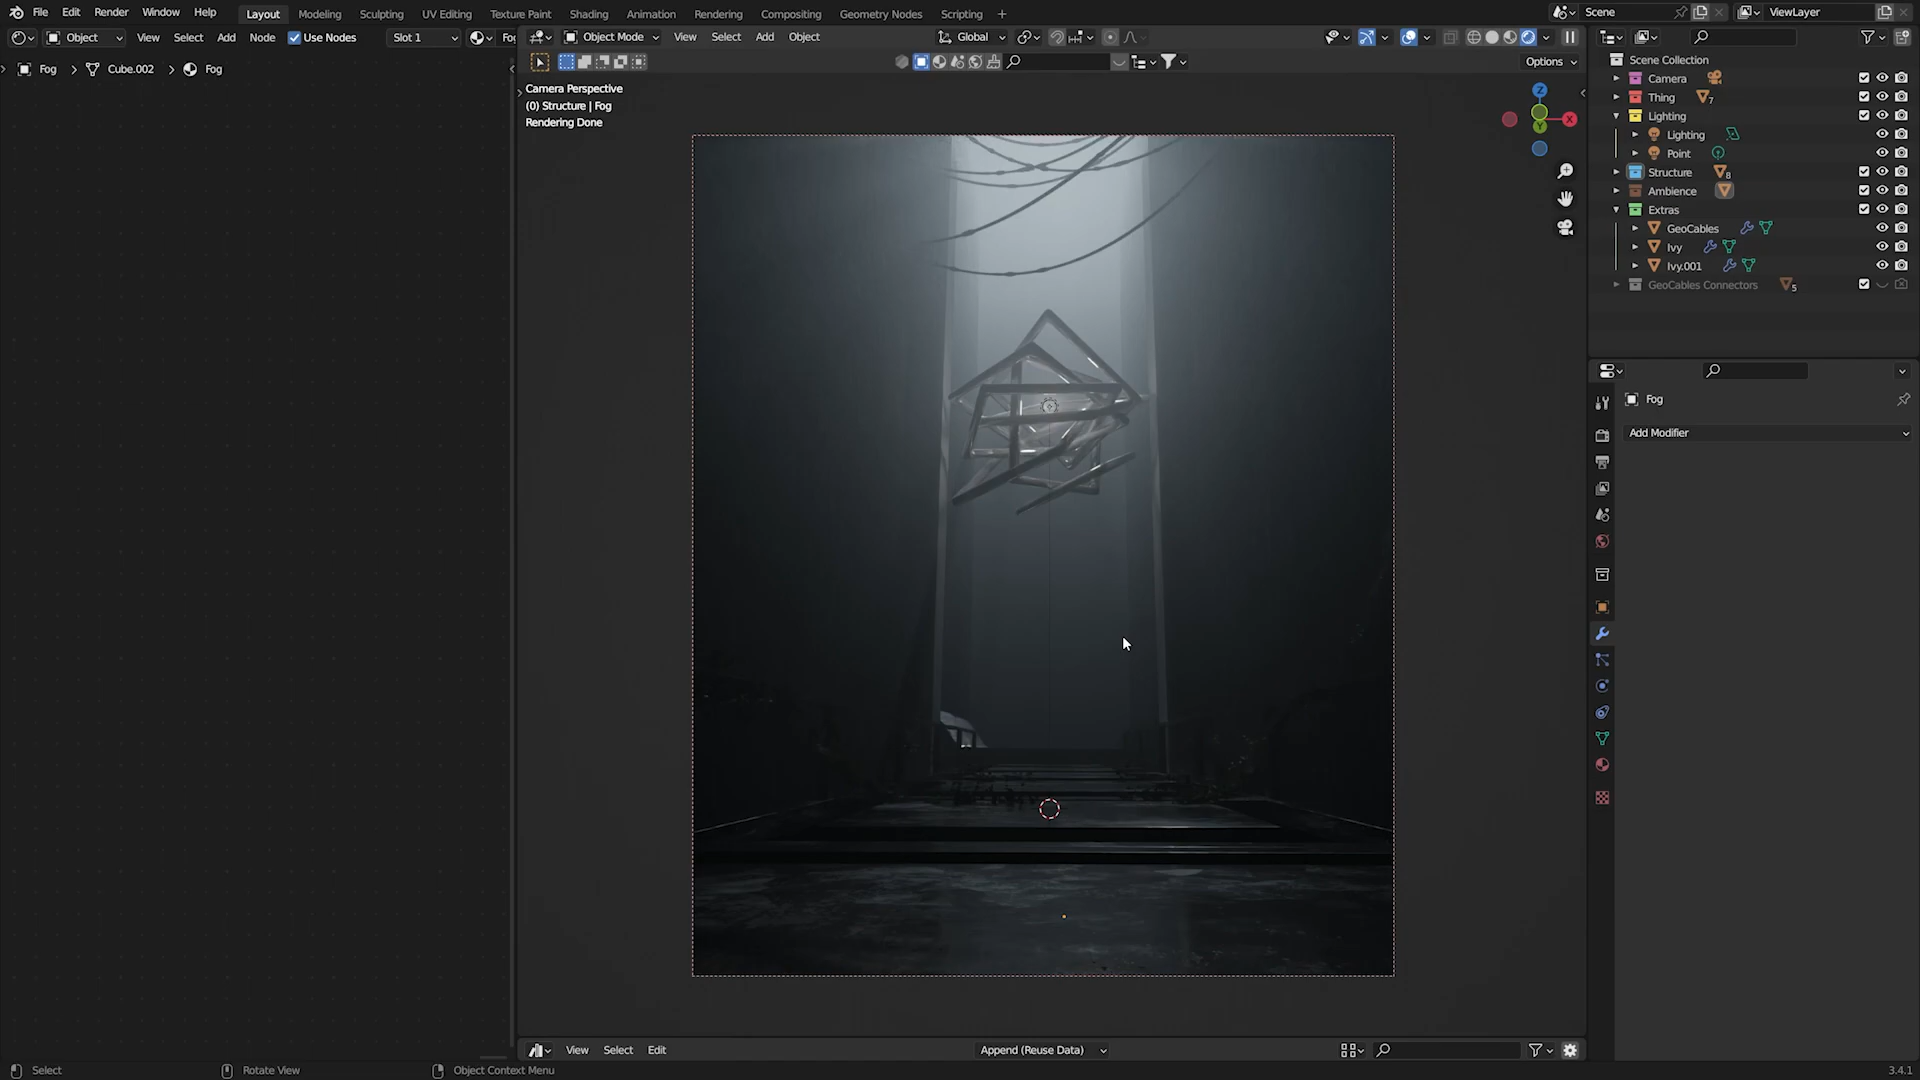 File Edit Render Window Help Layout Modeling Sculpting UV Editing Texture Paint Shading Animation Rendering Compositing Geometry Nodes Scripting + Scene ViewLayer
Object View Select Add Node Use Nodes Slot 1 Fog
Object Mode View Select Add Object Global
Options
Fog > Cube.002 > Fog
Camera Perspective
(0) Structure | Fog
Rendering Done
Z
Y
X
Scene Collection
Camera
Thing 7
Lighting
Lighting
Point
Structure 8
Ambience
Extras
GeoCables
Ivy
Ivy.001
GeoCables Connectors 5
Fog
Add Modifier
View Select Edit Append (Reuse Data)
Select Rotate View Object Context Menu 3.4.1